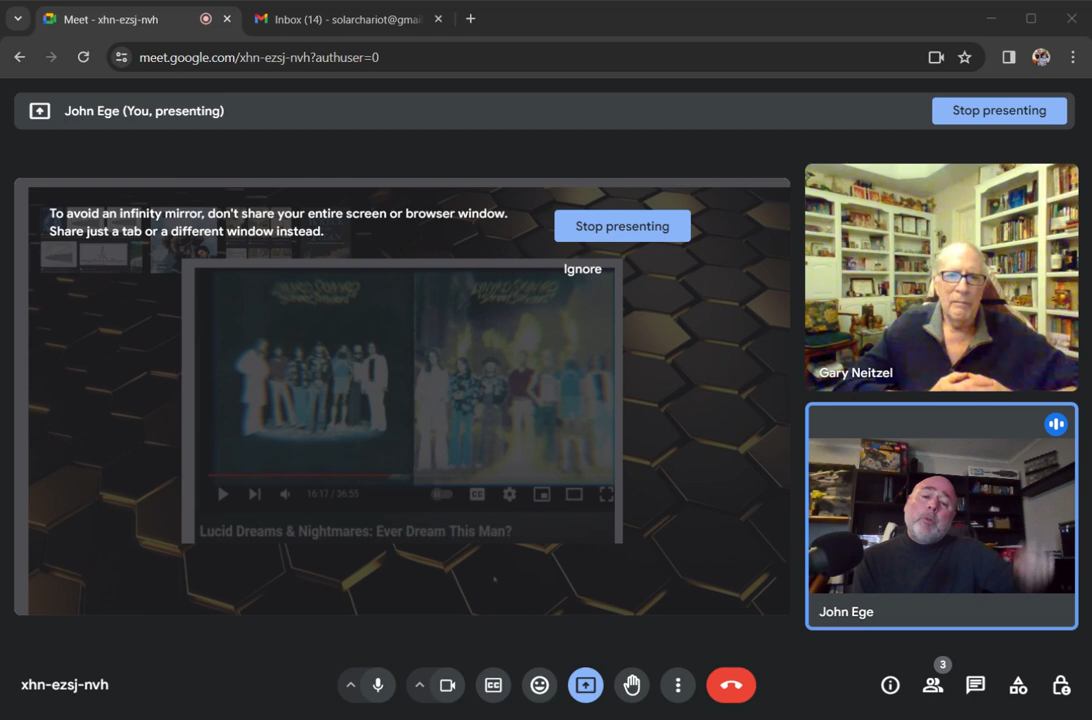 Meet - xhn-ezsj-nvh
Inbox (14) - solarchariot@gmai
meet.google.com/xhn-ezsj-nvh?authuser=0
John Ege (You, presenting)
Stop presenting
To avoid an infinity mirror, don't share your entire screen or browser window.
Share just a tab or a different window instead.
Stop presenting
Ignore
16:17 / 36:55
CC
Lucid Dreams & Nightmares: Ever Dream This Man?
Gary Neitzel
John Ege
xhn-ezsj-nvh
CC
3